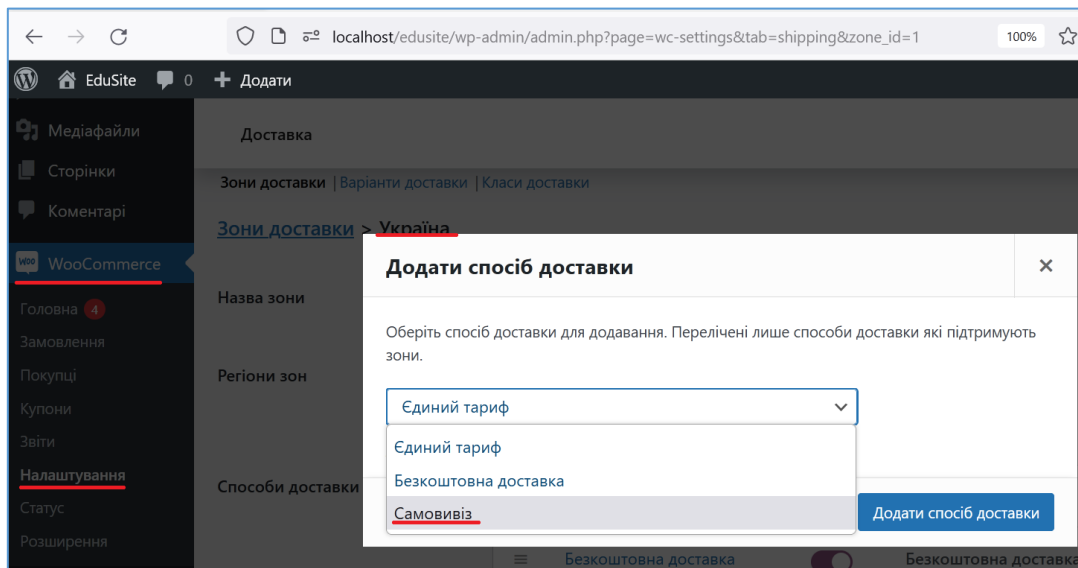 localhost/edusite/wp-admin/admin.php?page=wc-settings&tab=shipping&zone_id=1 100%
EduSite 0 Додати
Медіафайли
Сторінки
Коментарі
WooCommerce
Головна 4
Замовлення
Покупці
Купони
Звіти
Налаштування
Статус
Розширення
Доставка
Зони доставки | Варіанти доставки | Класи доставки
Зони доставки > Україна
Назва зони
Регіони зон
Способи доставки
Додати спосіб доставки
Оберіть спосіб доставки для додавання. Перелічені лише способи доставки які підтримують
зони.
Єдиний тариф
Єдиний тариф
Безкоштовна доставка
Самовивіз
Додати спосіб доставки
Безкоштовна доставка Безкоштовна доставка